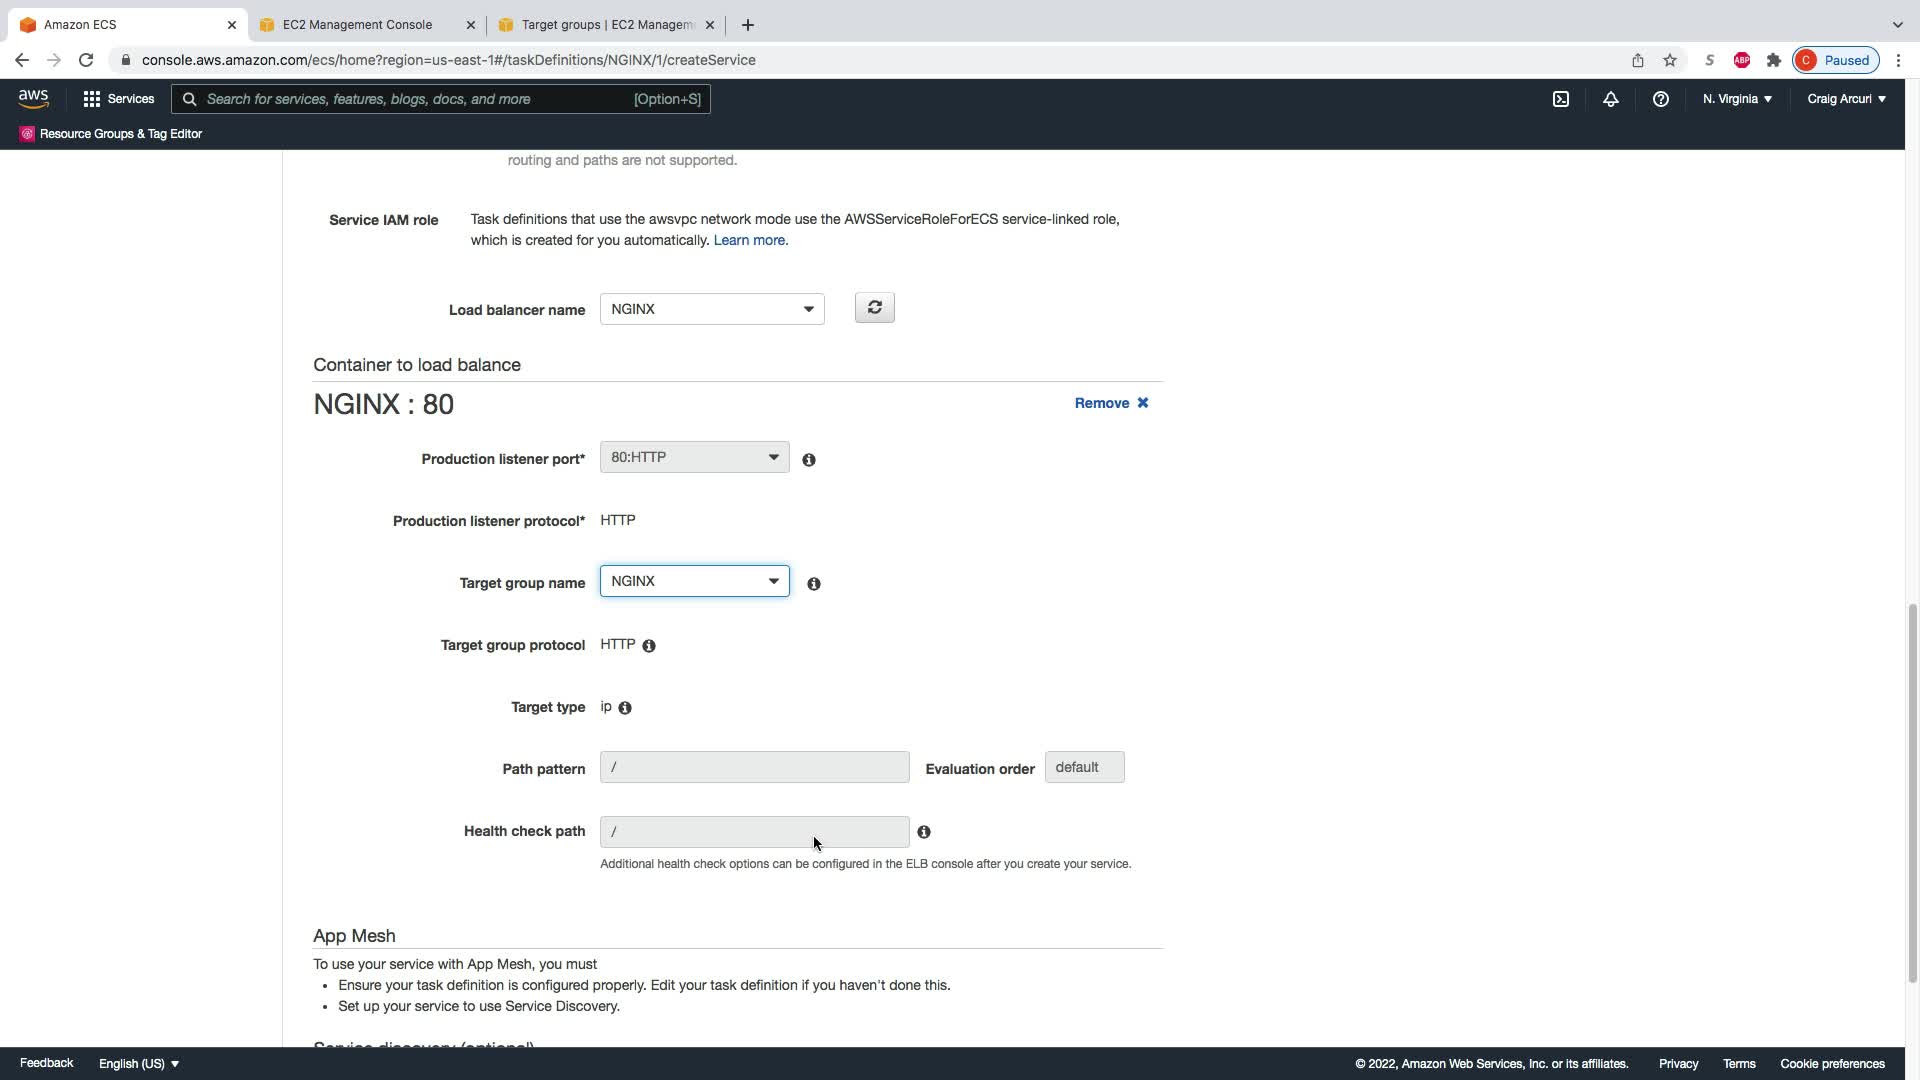 Amazon ECS
EC2 Management Console
Target groups | EC2 Managem
console.aws.amazon.com/ecs/home?region=us-east-1#/taskDefinitions/NGINX/1/createService
S
ABP
C Paused
aws
Services
Search for services, features, blogs, docs, and more [Option+S]
N. Virginia
Craig Arcuri
Resource Groups & Tag Editor
routing and paths are not supported.
Service IAM role Task definitions that use the awsvpc network mode use the AWSServiceRoleForECS service-linked role,
which is created for you automatically. Learn more.
Load balancer name NGINX
Container to load balance
NGINX : 80 Remove
Production listener port* 80:HTTP
Production listener protocol* HTTP
Target group name NGINX
Target group protocol HTTP
Target type ip
Path pattern / Evaluation order default
Health check path /
Additional health check options can be configured in the ELB console after you create your service.
App Mesh
To use your service with App Mesh, you must
• Ensure your task definition is configured properly. Edit your task definition if you haven't done this.
• Set up your service to use Service Discovery.
Service discovery (optional)
Feedback English (US) © 2022, Amazon Web Services, Inc. or its affiliates. Privacy Terms Cookie preferences